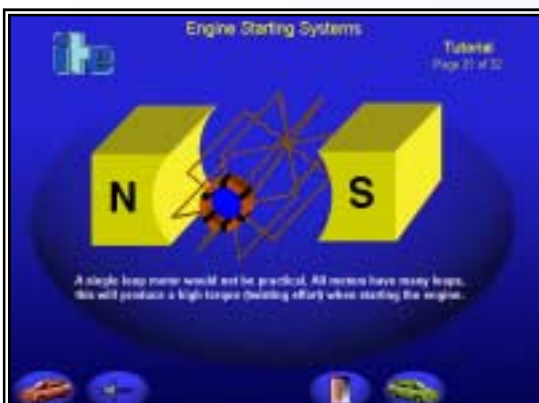 Engine Starting Systems
ite
Tutorial
Page 21 of 32
N
S
A single loop motor would not be practical. All motors have many loops,
this will produce a high torque (twisting effort) when starting the engine.